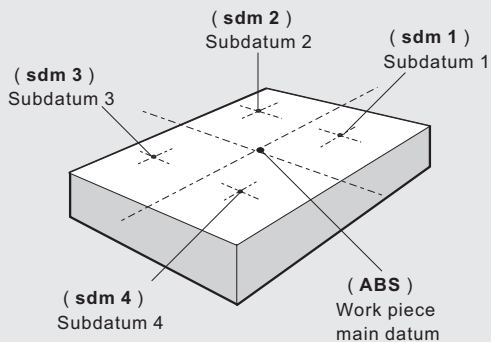 ( sdm 2 )
Subdatum 2
( sdm 1 )
Subdatum 1
( sdm 3 )
Subdatum 3
( sdm 4 )
Subdatum 4
( ABS )
Work piece
main datum